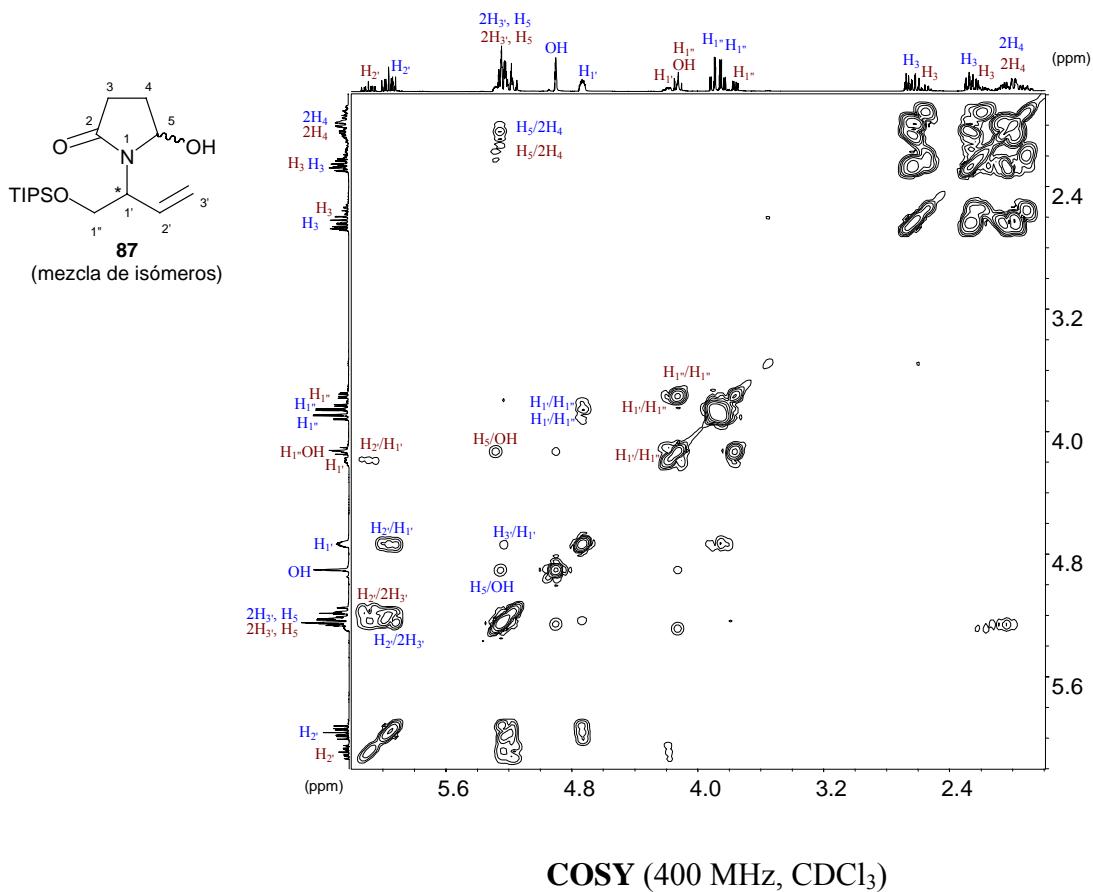 2H3', H5
2H3', H5
OH
H1''
OH
H1'' H1''
H2'
H2'
H1'
H1'
H1''
H3
H3
H3
H3
2H4
2H4
(ppm)
3 4
2 5
1
N
O
OH
TIPSO
*
1'
1''
2'
3'
87
(mezcla de isómeros)
2H4
2H4
H3 H3
H3
H3
H5/2H4
H5/2H4
2.4
3.2
H1''/H1''
H1''
H1''
H1''
H1'/H1''
H1'/H1''
H1'/H1''
H1''OH
H1'
H2'/H1'
H5/OH
H1'/H1''
4.0
H2'/H1'
H3'/H1'
H1'
OH
4.8
H2'/2H3'
H5/OH
2H3', H5
2H3', H5
H2'/2H3'
5.6
H2'
H2'
(ppm) 5.6 4.8 4.0 3.2 2.4
COSY (400 MHz, CDCl3)